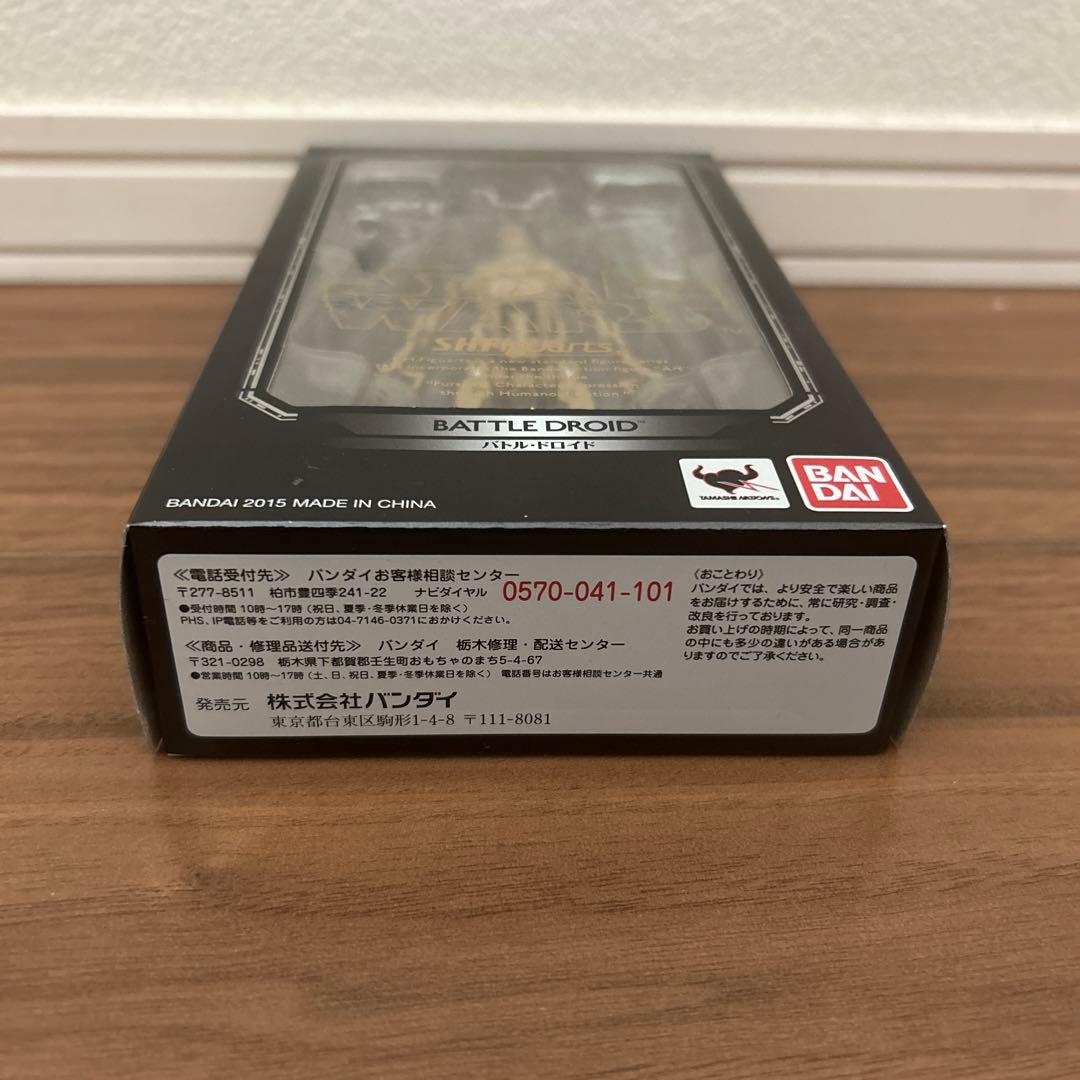 STAR
WARS™
S.H.Figuarts
"Pursuing Character Expression
through Humanoid Action."
BATTLE DROID™
バトル・ドロイド
BANDAI 2015 MADE IN CHINA
TAMASHII NATIONS
BAN
DAI
≪電話受付先≫ バンダイお客様相談センター
〒277-8511 柏市豊四季241-22 ナビダイヤル 0570-041-101
●受付時間 10時〜17時(祝日、夏季・冬季休業日を除く)
PHS、IP電話等をご利用の方は04-7146-0371におかけください。
≪商品・修理品送付先≫ バンダイ 栃木修理・配送センター
〒321-0298 栃木県下都賀郡壬生町おもちゃのまち5-4-67
●営業時間 10時〜17時(土、日、祝日、夏季・冬季休業日を除く) 電話番号はお客様相談センター共通
発売元 株式会社バンダイ
東京都台東区駒形1-4-8 〒111-8081
《おことわり》
バンダイでは、より安全で楽しい商品
をお届けするために、常に研究・調査・
改良を行っております。
お買い上げの時期によって、同一商品
の中にも多少の違いがある場合があ
りますのでご了承ください。